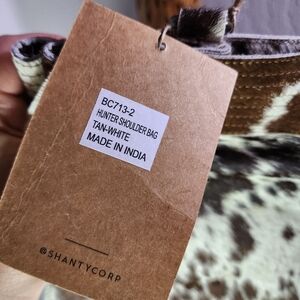 BC713-2
HUNTER SHOULDER BAG
TAN-WHITE
MADE IN INDIA
@SHANTYCORP